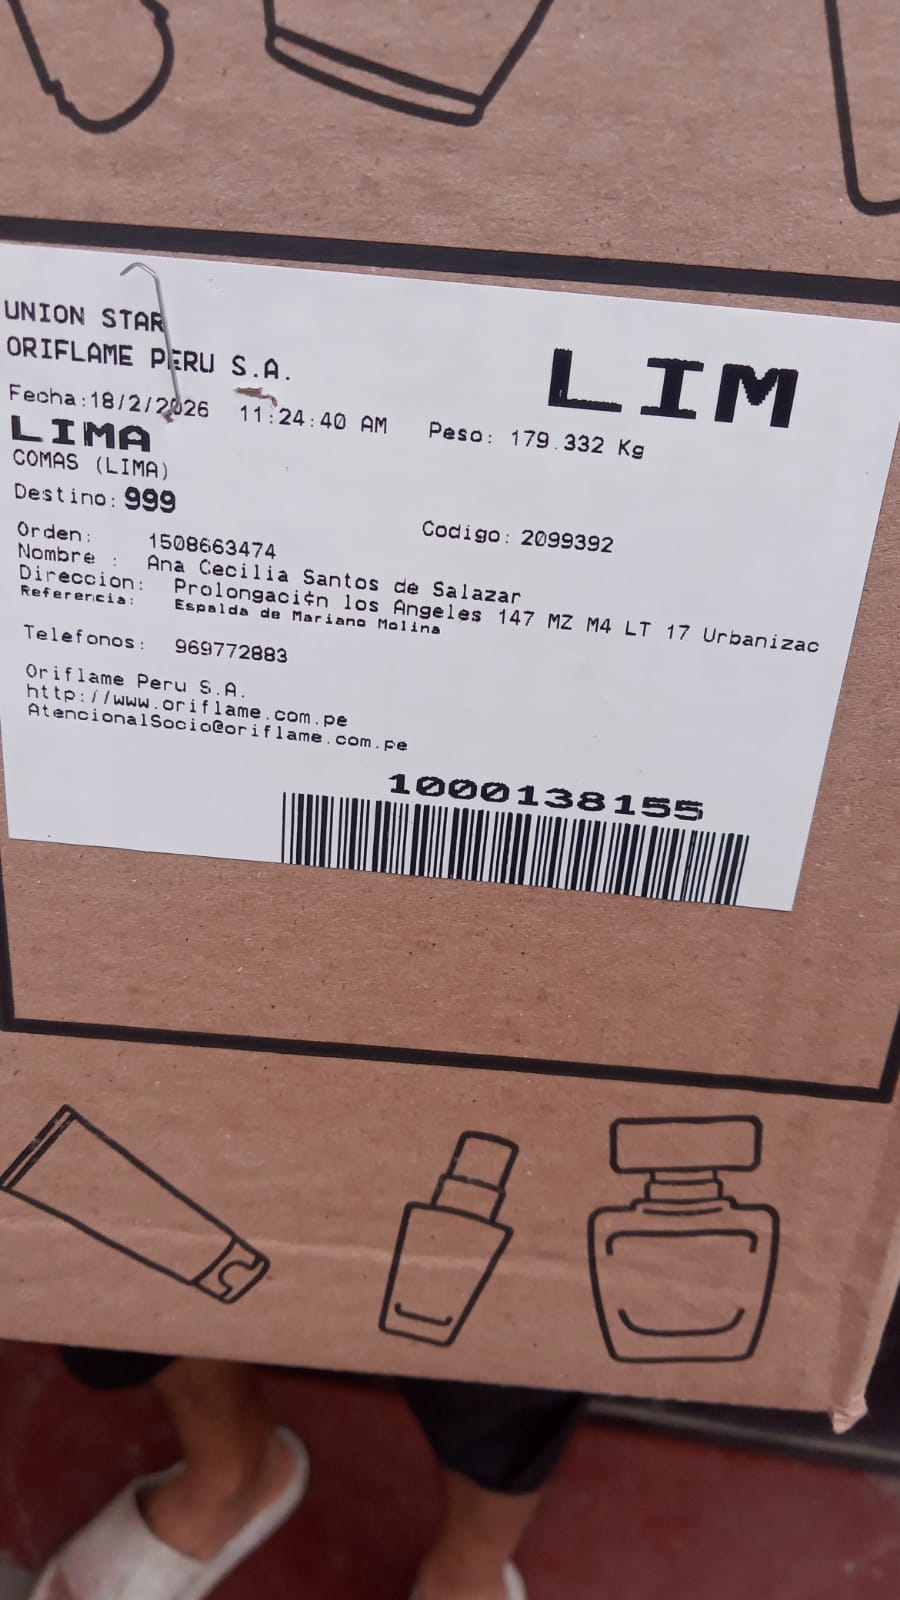 UNION STAR
ORIFLAME PERU S.A.
LIM
Fecha:18/2/2026 11:24:40 AM Peso: 179.332 Kg
LIMA
COMAS (LIMA)
Destino: 999
Codigo: 2099392
Orden: 1508663474
Nombre : Ana Cecilia Santos de Salazar
Direccion: Prolongaci¢n los Angeles 147 MZ M4 LT 17 Urbanizac
Referencia: Espalda de Mariano Molina
Telefonos: 969772883
Oriflame Peru S.A.
http://www.oriflame.com.pe
AtencionalSocio@oriflame.com.pe
1000138155